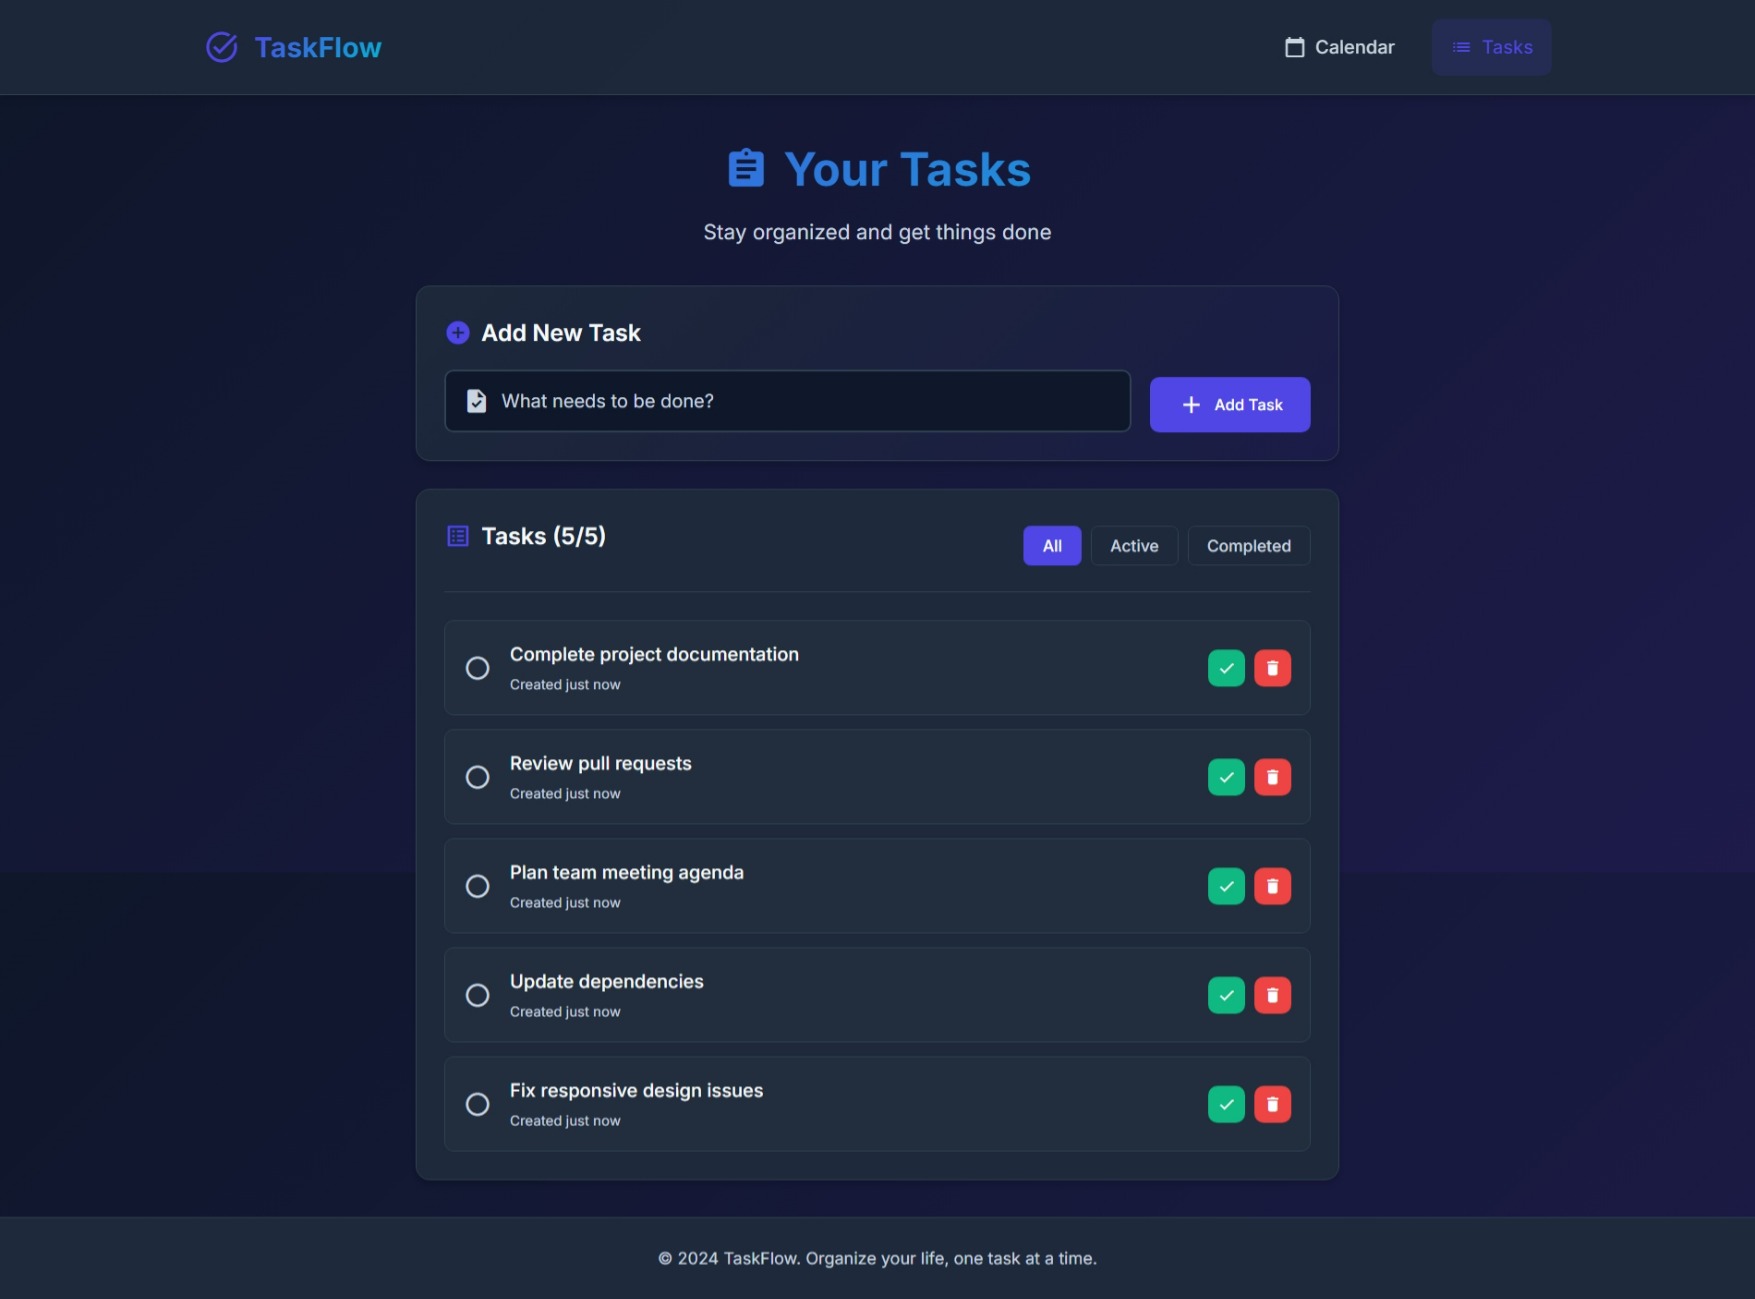 TaskFlow
Calendar
Tasks
Your Tasks
Stay organized and get things done
Add New Task
What needs to be done?
Add Task
Tasks (5/5)
All
Active
Completed
Complete project documentation
Created just now
Review pull requests
Created just now
Plan team meeting agenda
Created just now
Update dependencies
Created just now
Fix responsive design issues
Created just now
© 2024 TaskFlow. Organize your life, one task at a time.